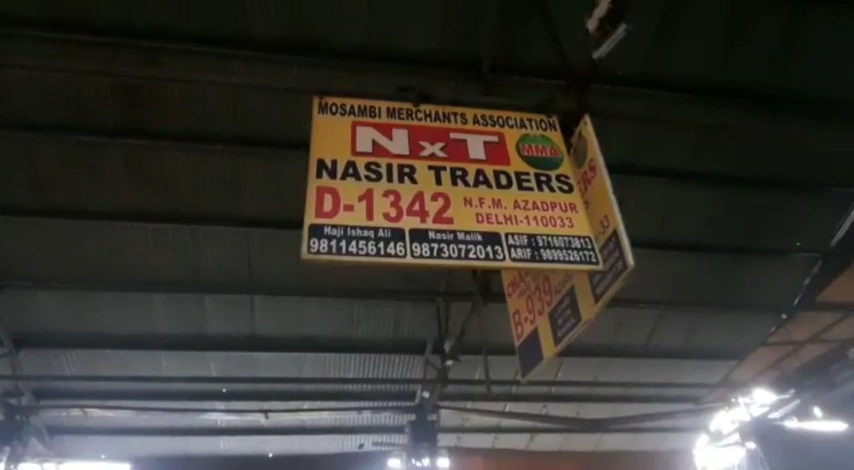 MOSAMBI MERCHANTS ASSOCIATION
NxT
MMA
NASIR TRADERS
D-1342
N.F.M. AZADPUR
DELHI-110033
Haji Ishaq Ali
9811456146
Nasir Malik
9873072013
ASIF : 9716073813
ARIF : 9899526172
B-939